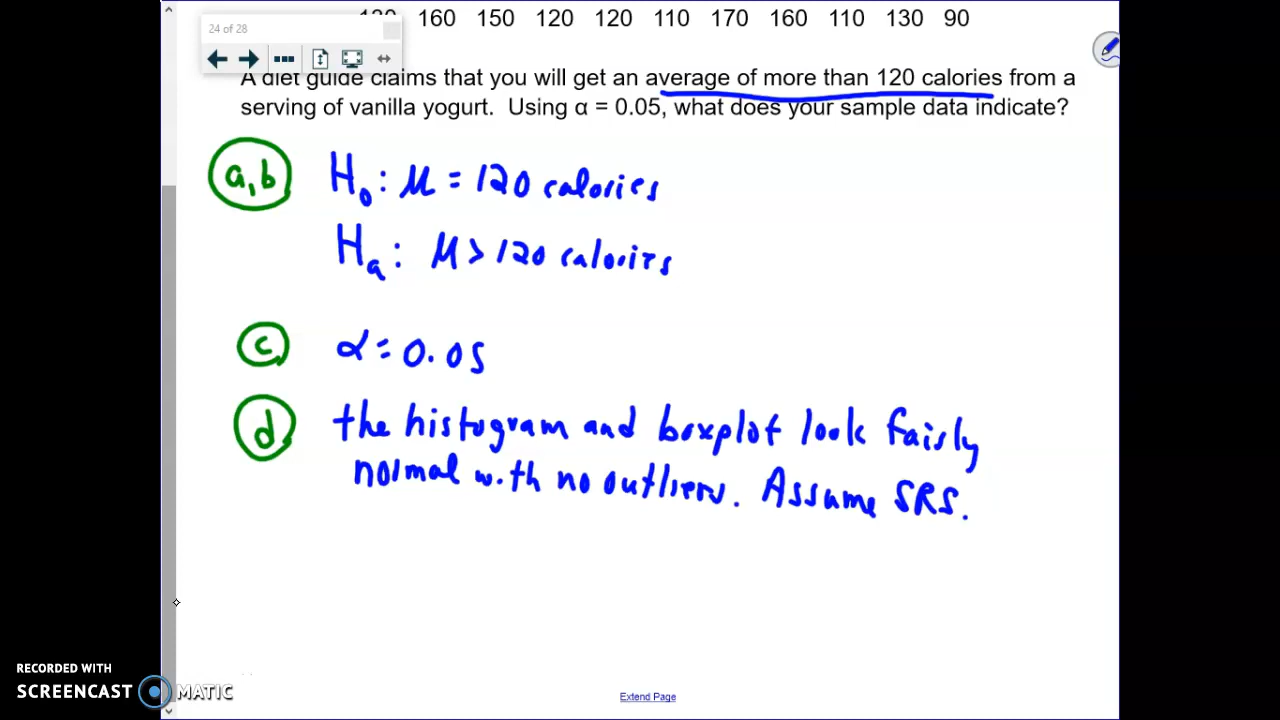 130 160 150 120 120 110 170 160 110 130 90
24 of 28
A diet guide claims that you will get an average of more than 120 calories from a
serving of vanilla yogurt. Using α = 0.05, what does your sample data indicate?
a,b H₀: μ = 120 calories
Hₐ: μ > 120 calories
c α = 0.05
d the histogram and boxplot look fairly
normal with no outliers. Assume SRS.
RECORDED WITH
SCREENCAST MATIC
Extend Page